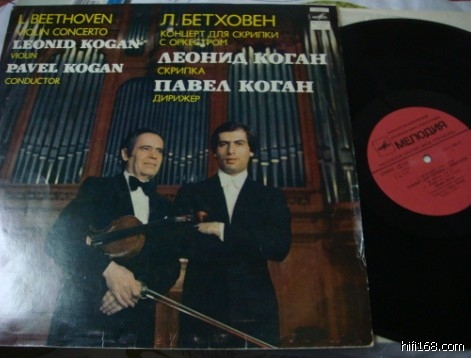 L. BEETHOVEN
VIOLIN CONCERTO
LEONID KOGAN
VIOLIN
PAVEL KOGAN
CONDUCTOR
Л. БЕТХОВЕН
КОНЦЕРТ ДЛЯ СКРИПКИ
С ОРКЕСТРОМ
ЛЕОНИД КОГАН
СКРИПКА
ПАВЕЛ КОГАН
ДИРИЖЕР
МЕЛОДИЯ
hifi168.com